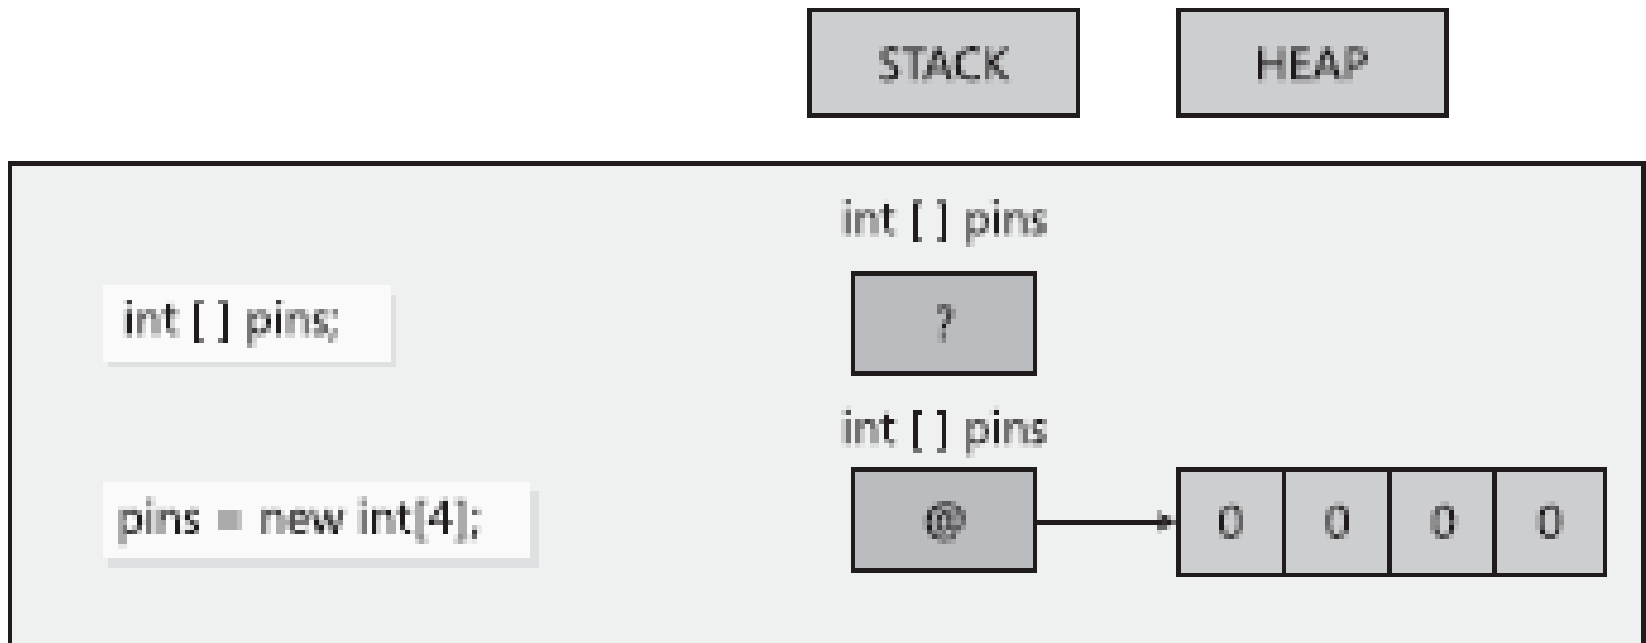 STACK HEAP
int [ ] pins
int [ ] pins; ?
int [ ] pins
pins = new int[4]; @ 0 0 0 0